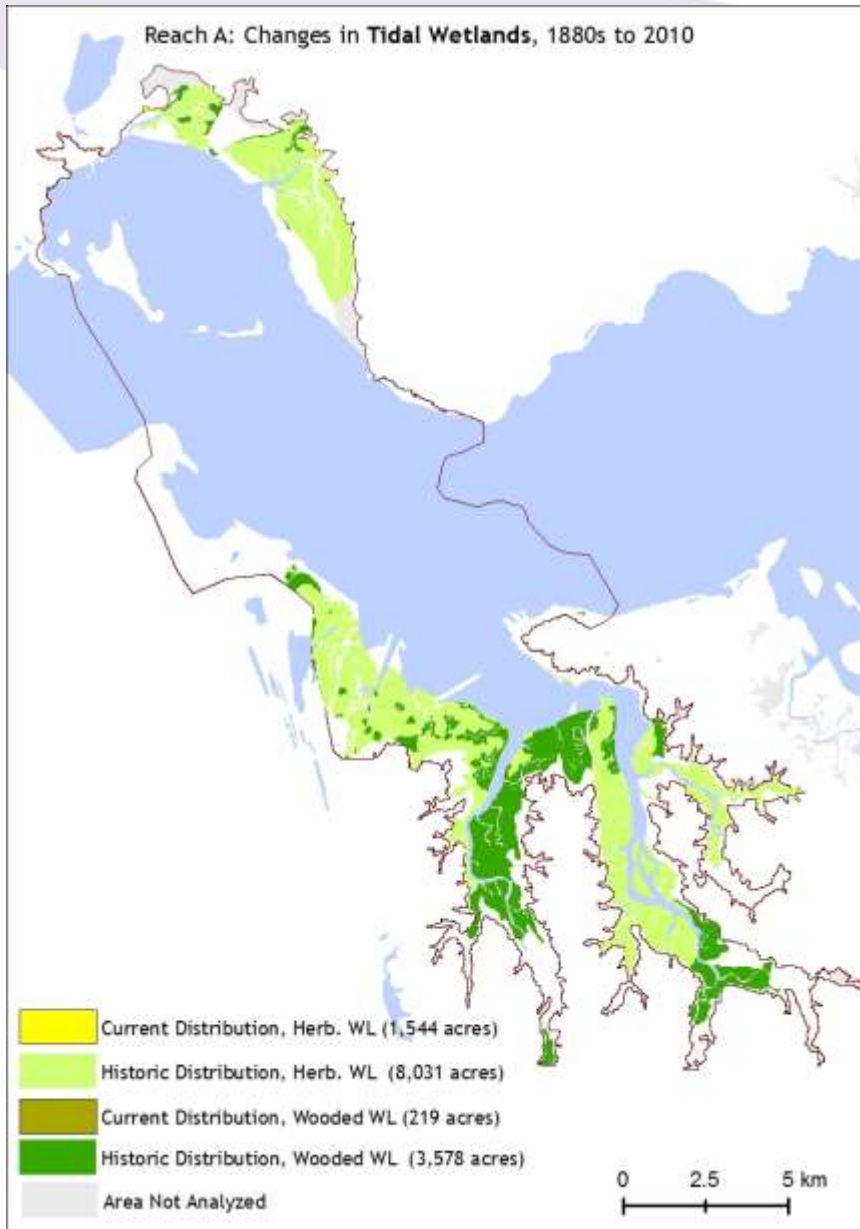 Reach A: Changes in Tidal Wetlands, 1880s to 2010
Current Distribution, Herb. WL (1,544 acres)
Historic Distribution, Herb. WL (8,031 acres)
Current Distribution, Wooded WL (219 acres)
Historic Distribution, Wooded WL (3,578 acres)
Area Not Analyzed
0 2.5 5 km